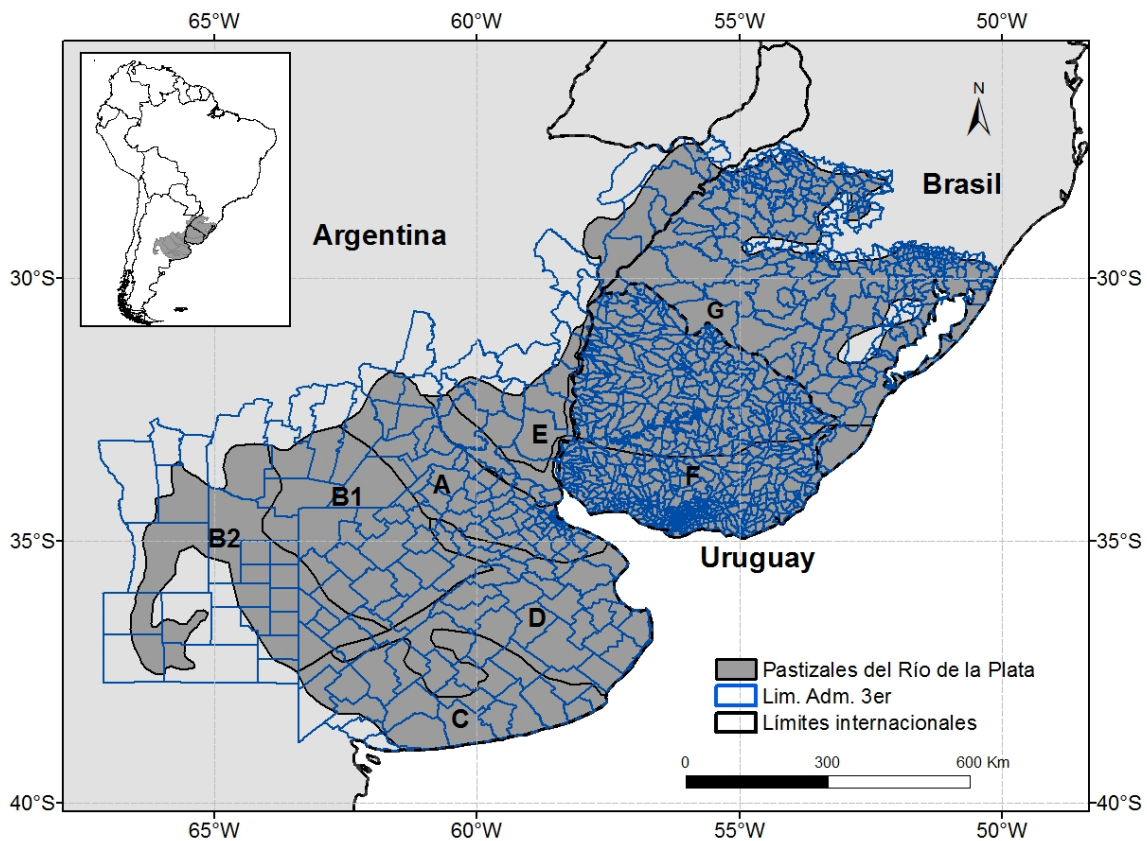 65°W 60°W 55°W 50°W
N
Brasil
Argentina
30°S 30°S
G
E
A
B1
F
B2
35°S 35°S
Uruguay
D
Pastizales del Río de la Plata
Lim. Adm. 3er
C
Límites internacionales
0 300 600 Km
40°S 40°S
65°W 60°W 55°W 50°W